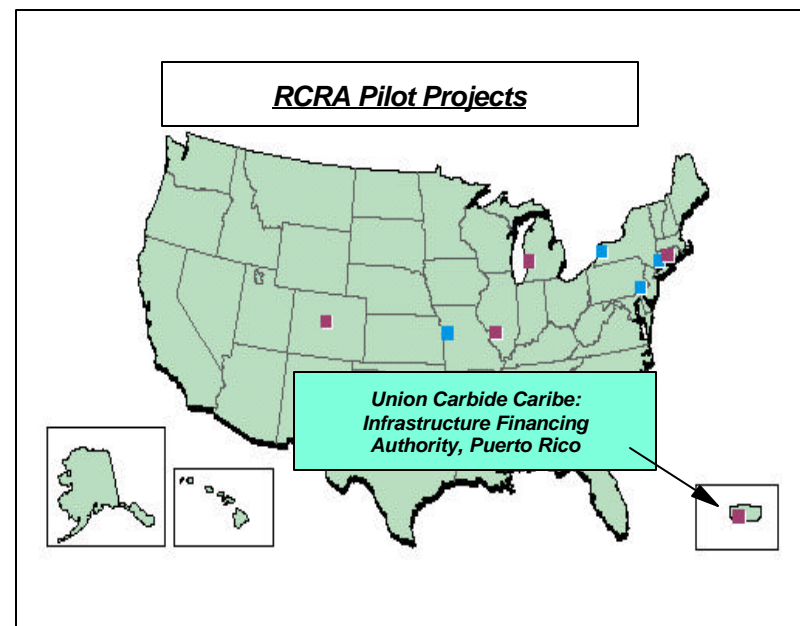 RCRA Pilot Projects
Union Carbide Caribe:
Infrastructure Financing
Authority, Puerto Rico